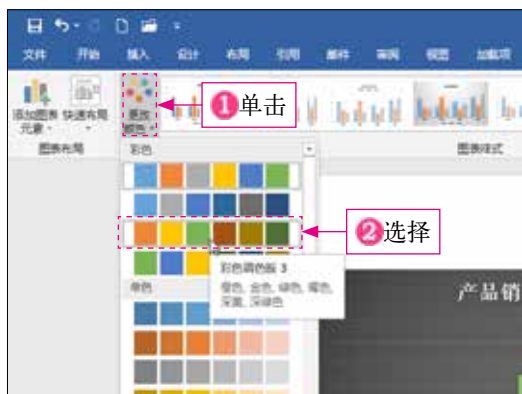 文件 开始 插入 设计 布局 引用 邮件 审阅 视图 加载项
添加图表 快速布局 更改
元素 颜色
❶单击
图表布局 图表样式
彩色
❷选择
彩色调色板 3
橙色, 金色, 绿色, 褐色,
深黄, 深绿色
单色
产品销